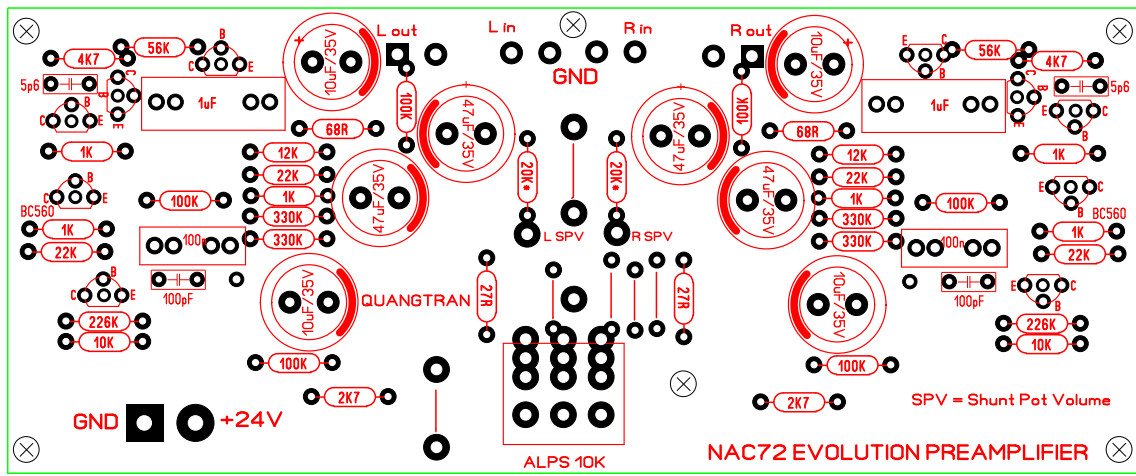 L out
L in
R in
R out
GND
56K
B
C
E
4K7
5p6
C
B
E
B
C
E
1uF
10uF/35V
+
100K
47uF/35V
68R
1K
12K
22K
1K
330K
330K
47uF/35V
B
C
E
100K
BC560
1K
22K
100n
100pF
B
C
E
226K
10K
10uF/35V
QUANGTRAN
100K
2K7
20K*
20K*
L SPV
R SPV
27R
27R
10uF/35V
+
100K
47uF/35V
68R
12K
22K
1K
330K
330K
47uF/35V
1uF
E
C
B
56K
4K7
C
B
E
5p6
E
C
B
1K
E
C
B
100K
BC560
1K
22K
100n
100pF
E
C
B
226K
10K
10uF/35V
100K
2K7
GND
+24V
SPV = Shunt Pot Volume
ALPS 10K
NAC72 EVOLUTION PREAMPLIFIER